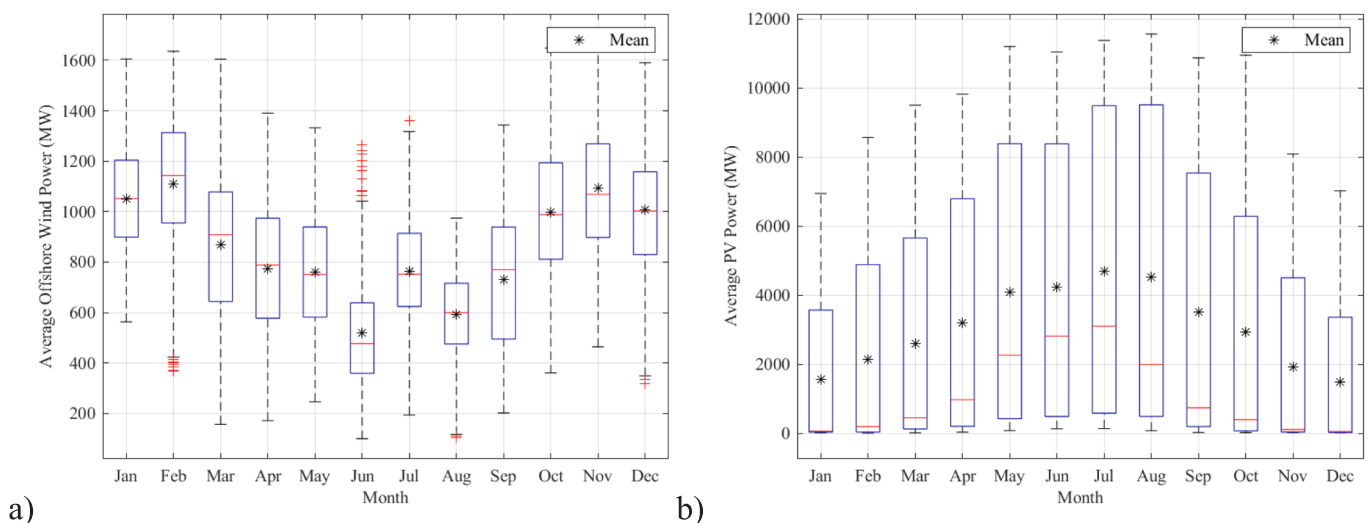 Average Offshore Wind Power (MW)
1600
1400
1200
1000
800
600
400
200
Mean
Jan Feb Mar Apr May Jun Jul Aug Sep Oct Nov Dec
Month
a)
Average PV Power (MW)
12000
10000
8000
6000
4000
2000
0
Mean
Jan Feb Mar Apr May Jun Jul Aug Sep Oct Nov Dec
Month
b)